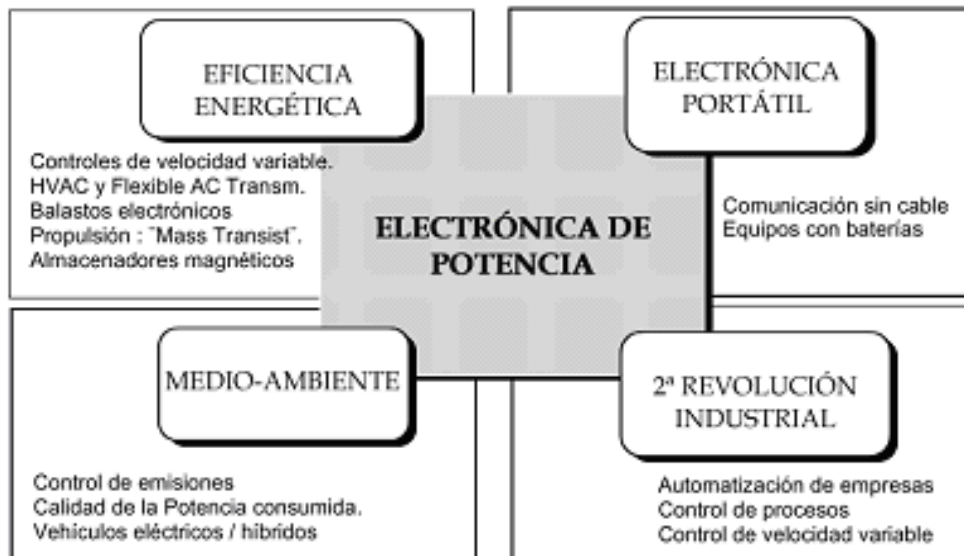 EFICIENCIA
ENERGÉTICA
Controles de velocidad variable.
HVAC y Flexible AC Transm.
Balastos electrónicos
Propulsión : ¨Mass Transist¨.
Almacenadores magnéticos
ELECTRÓNICA
PORTÁTIL
Comunicación sin cable
Equipos con baterías
ELECTRÓNICA DE
POTENCIA
MEDIO-AMBIENTE
Control de emisiones
Calidad de la Potencia consumida.
Vehículos eléctricos / híbridos
2ª REVOLUCIÓN
INDUSTRIAL
Automatización de empresas
Control de procesos
Control de velocidad variable